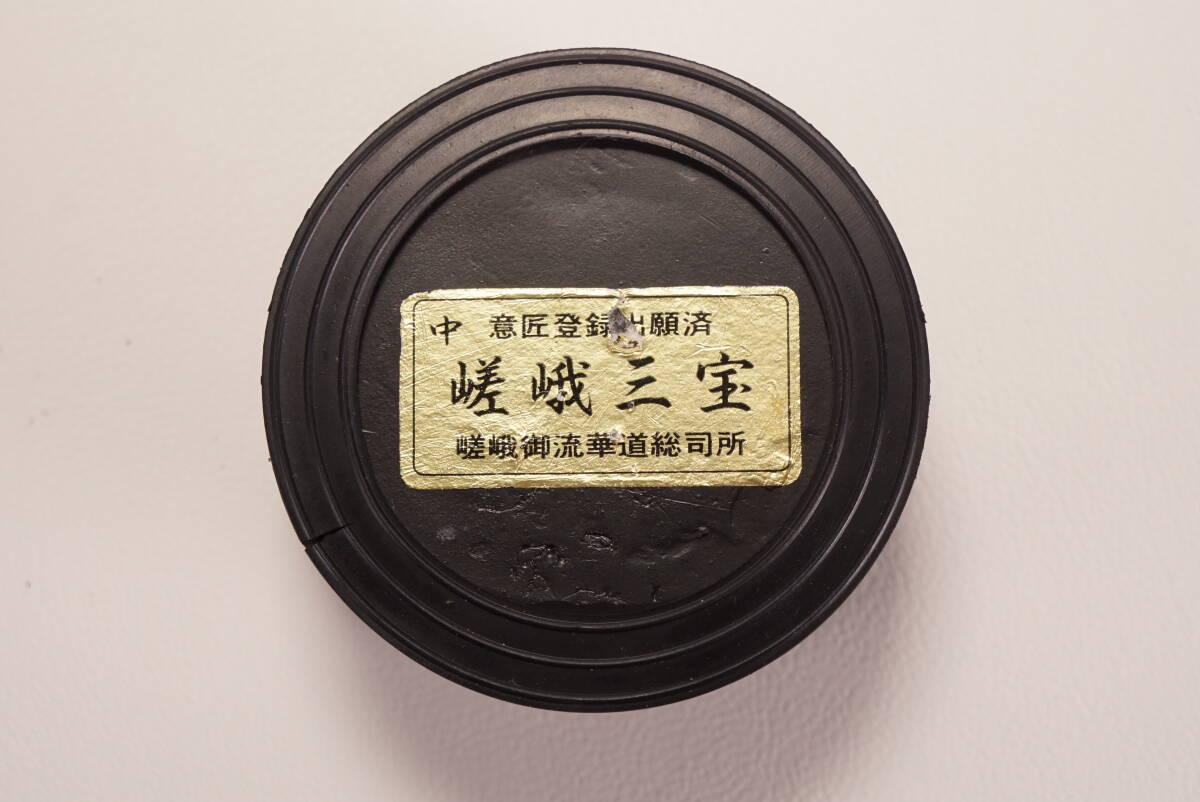 中 意匠登録出願済
嵯峨三宝
嵯峨御流華道総司所